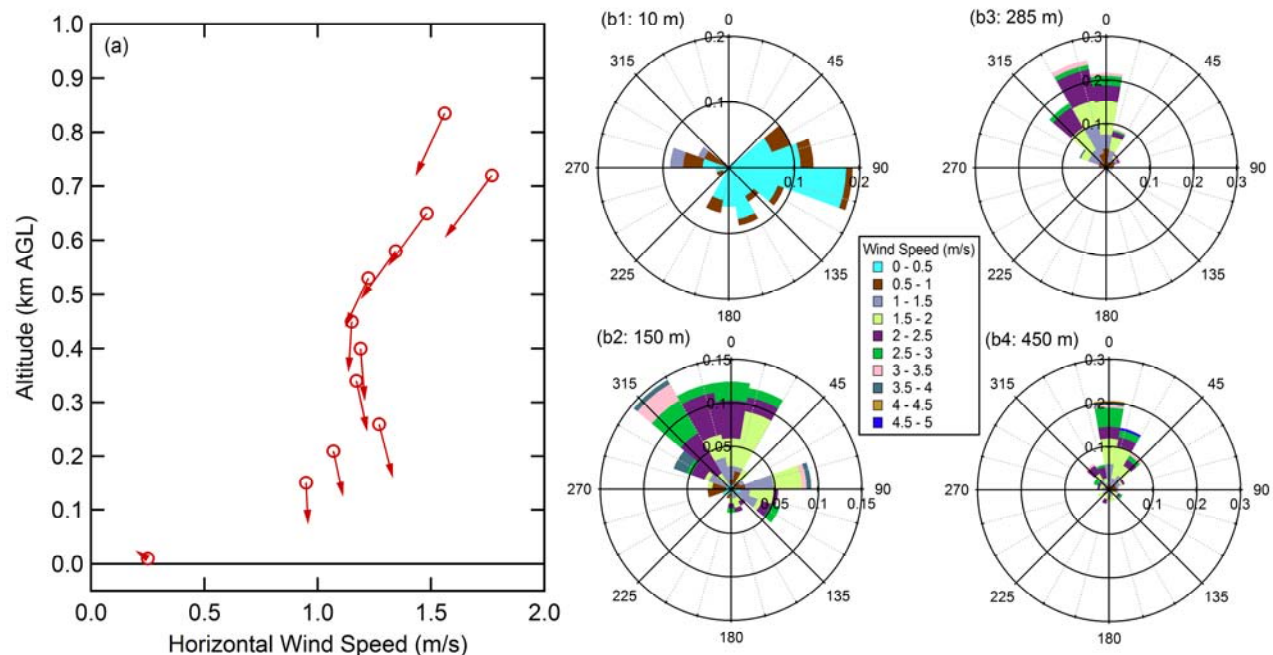 (a)
1.0
0.9
0.8
0.7
0.6
0.5
0.4
0.3
0.2
0.1
0.0
Altitude (km AGL)
0.0 0.5 1.0 1.5 2.0
Horizontal Wind Speed (m/s)
(b1: 10 m)
0
45
90
135
180
225
270
315
0.2
0.1
0.1 0.2
(b3: 285 m)
0
45
90
135
180
225
270
315
0.3
0.2
0.1
0.1 0.2 0.3
Wind Speed (m/s)
0 - 0.5
0.5 - 1
1 - 1.5
1.5 - 2
2 - 2.5
2.5 - 3
3 - 3.5
3.5 - 4
4 - 4.5
4.5 - 5
(b2: 150 m)
0
45
90
135
180
225
270
315
0.15
0.1
0.05
0.05 0.1 0.15
(b4: 450 m)
0
45
90
135
180
225
270
315
0.3
0.2
0.1
0.1 0.2 0.3